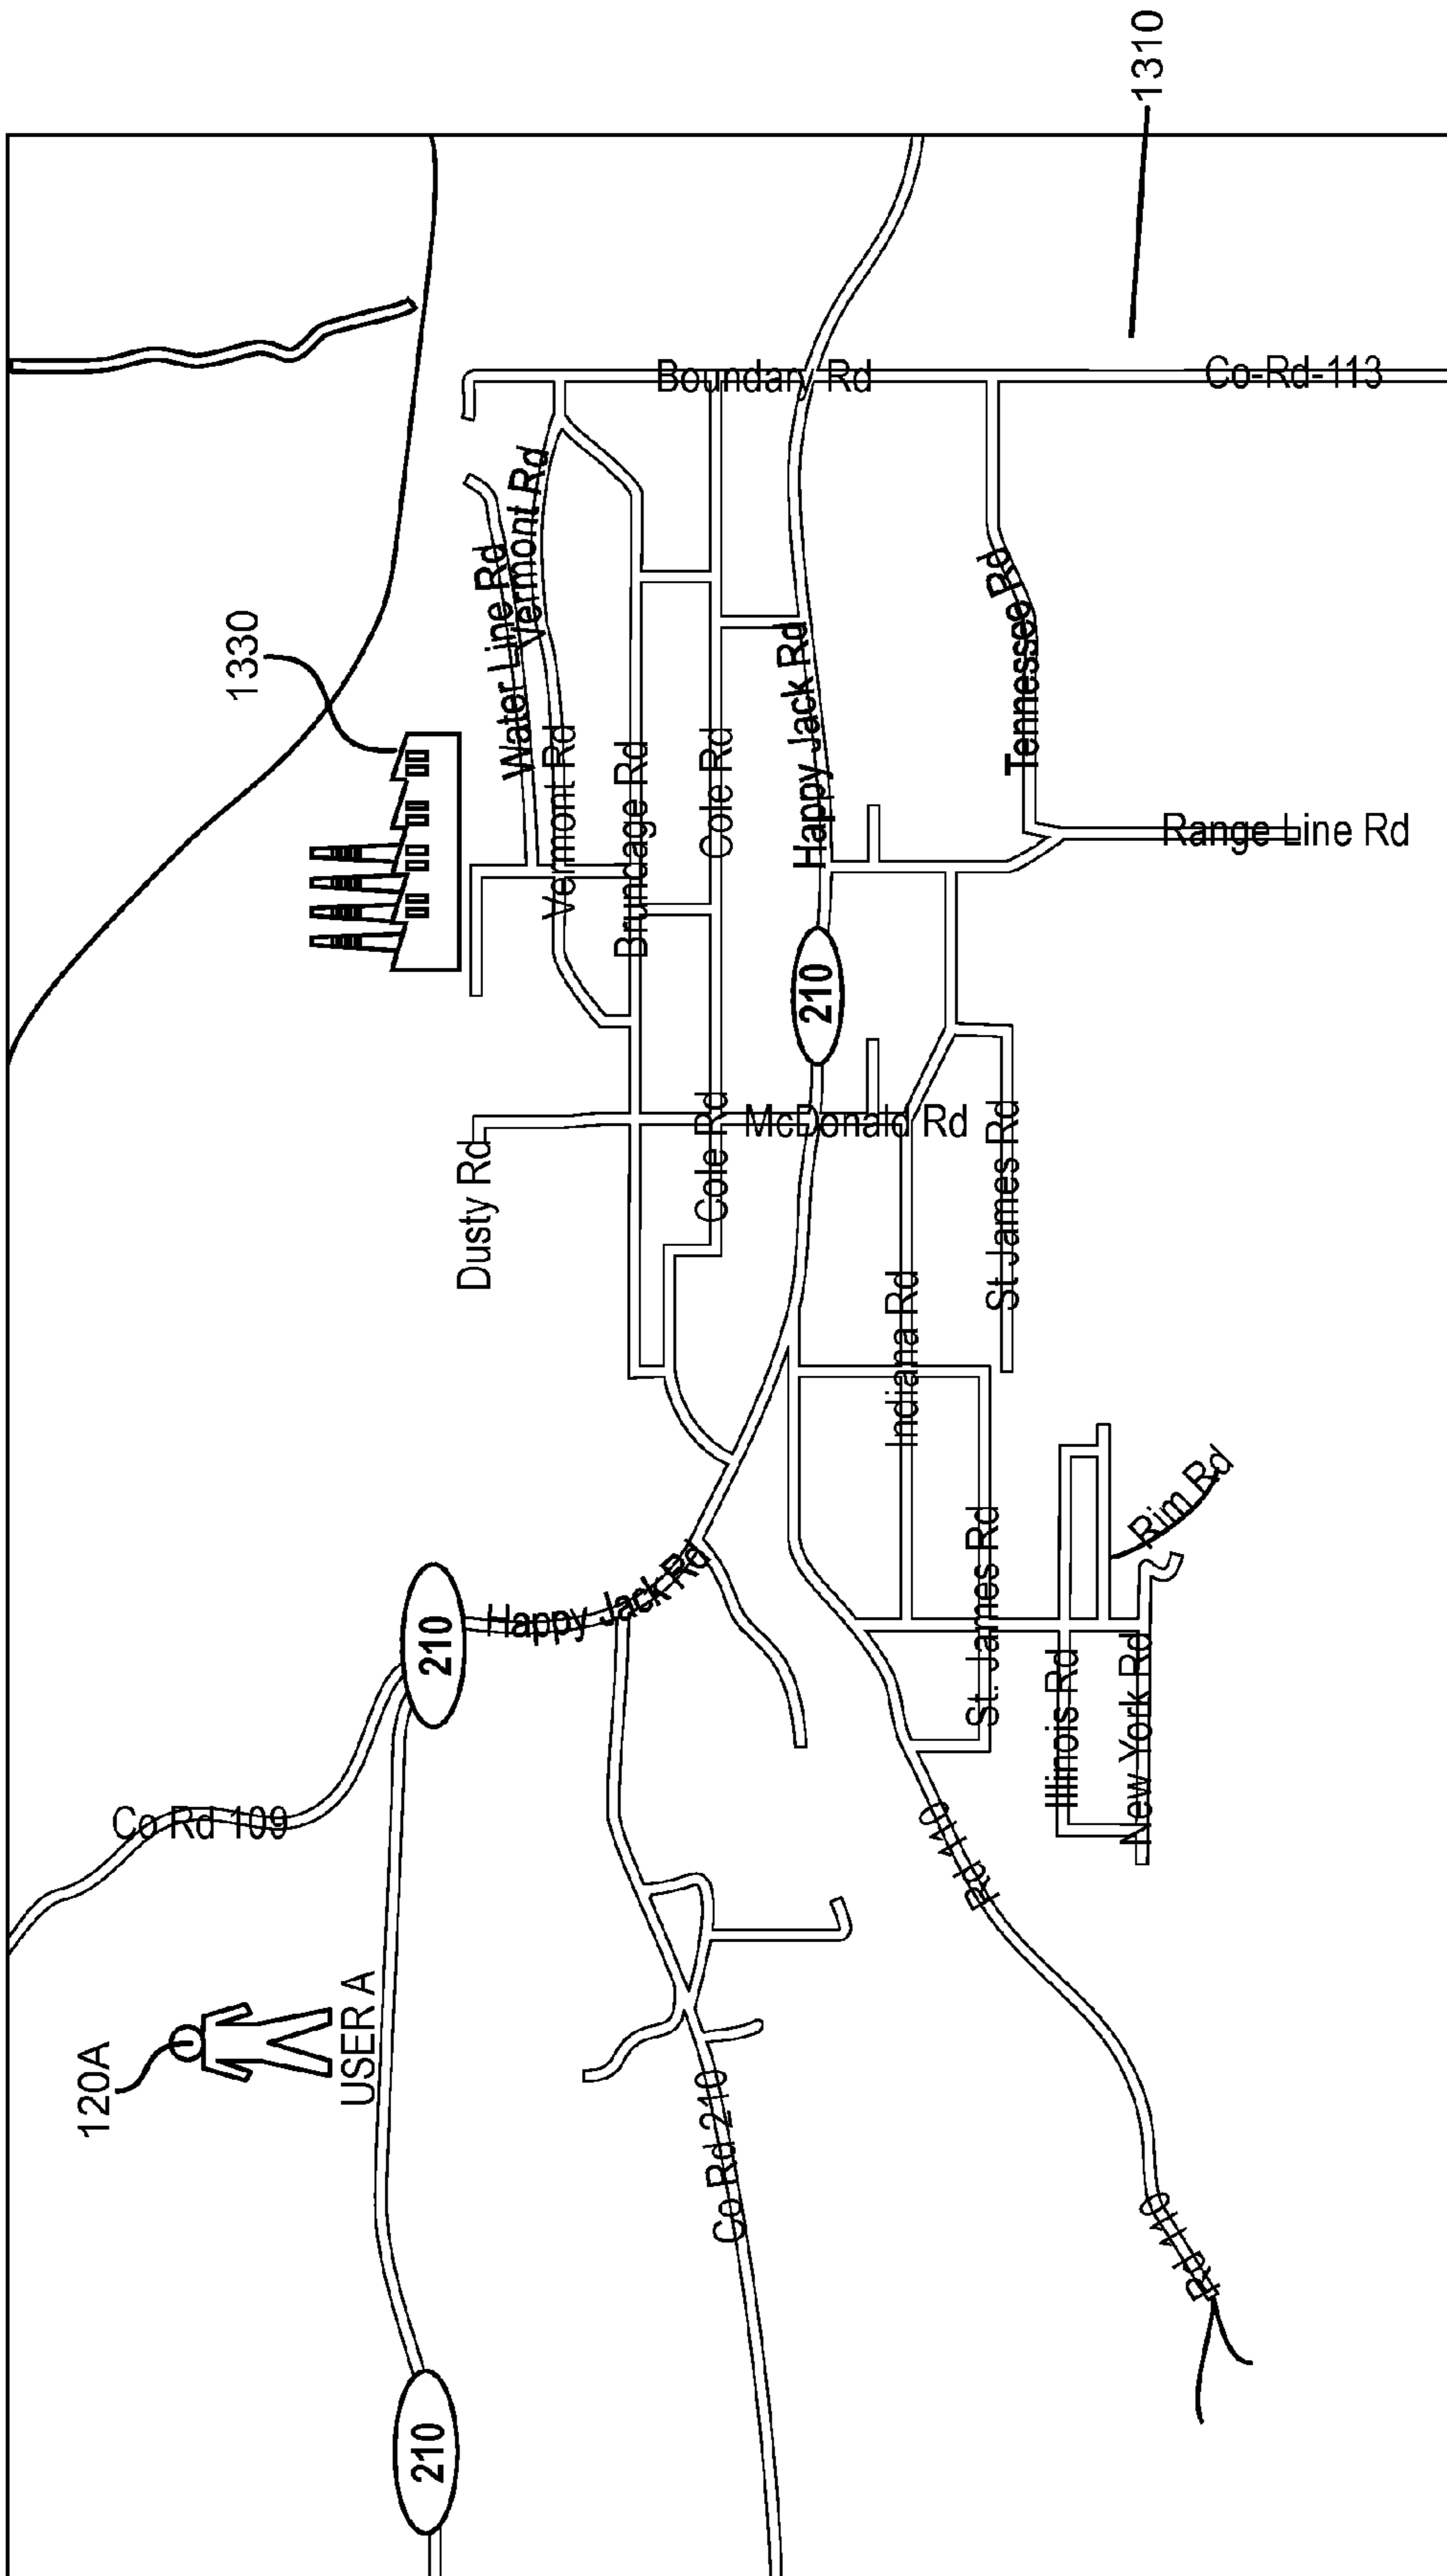 120A
USER A
Co Rd 109
210
210
Happy Jack Rd
Co Rd 210
Rd 140
Rd 140
1330
Water Line Rd
Vermont Rd
Vermont Rd
Brundage Rd
Cole Rd
Cole Rd
Dusty Rd
McDonald Rd
Happy Jack Rd
210
Boundary Rd
Tennessee Rd
Range Line Rd
Co-Rd-113
1310
Indiana Rd
St James Rd
St. James Rd
Illinois Rd
New York Rd
Rim Rd